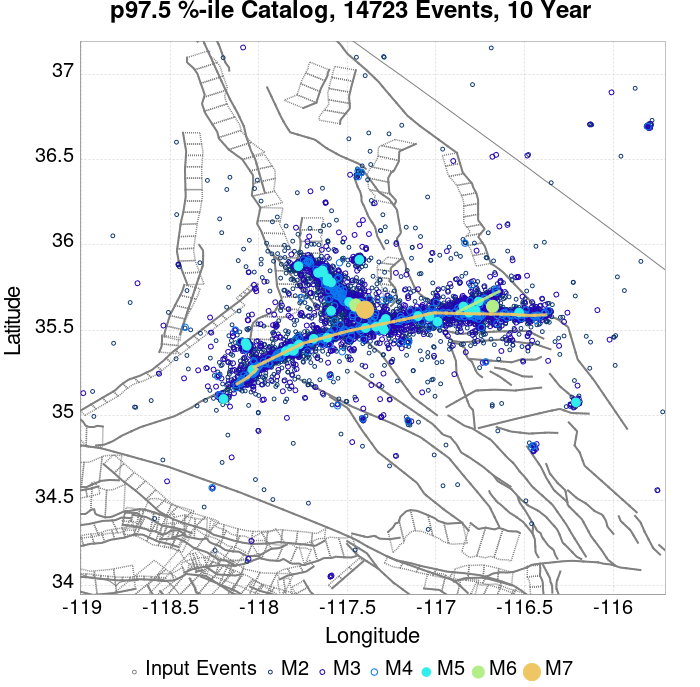 p97.5 %-ile Catalog, 14723 Events, 10 Year
37
36.5
36
35.5
35
34.5
34
Latitude
-119 -118.5 -118 -117.5 -117 -116.5 -116
Longitude
Input Events M2 M3 M4 M5 M6 M7